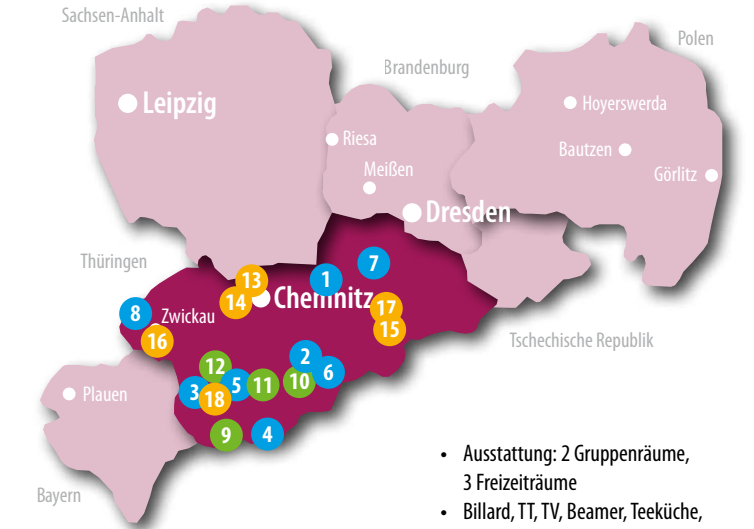 Sachsen-Anhalt
Polen
Brandenburg
Leipzig
Hoyerswerda
Riesa
Bautzen
Meißen
Görlitz
Dresden
Thüringen
7
13
1
14
Chemnitz
17
8
Zwickau
15
16
Tschechische Republik
2
12
6
Plauen
3
5
11
10
18
9
4
Bayern
• Ausstattung: 2 Gruppenräume,
3 Freizeiträume
• Billard, TT, TV, Beamer, Teeküche,